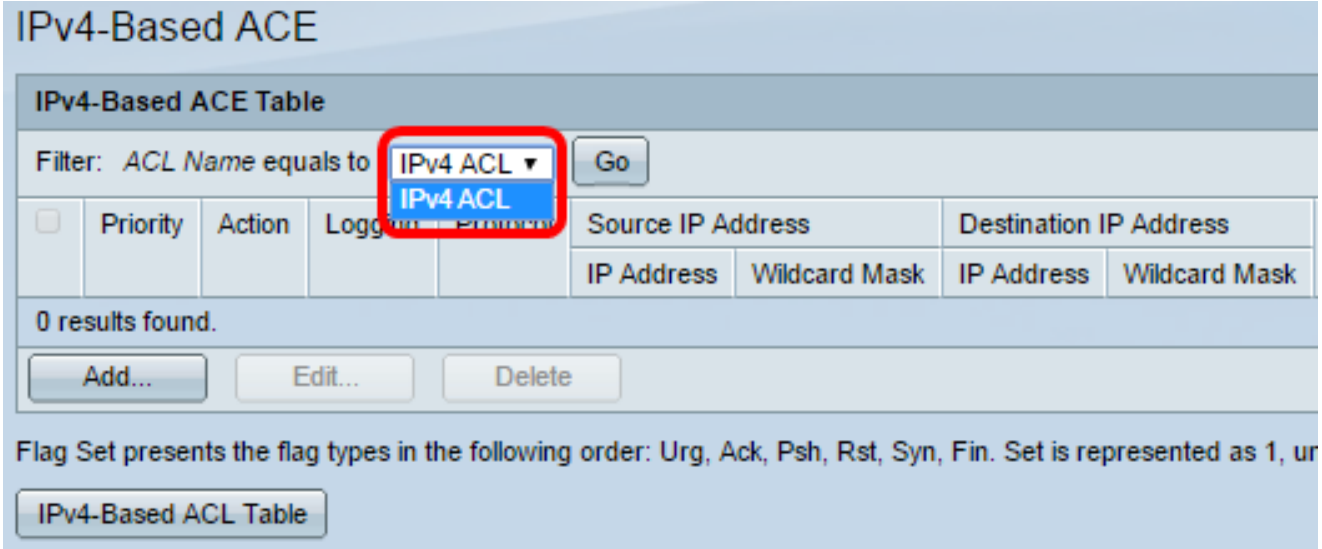 IPv4-Based ACE
IPv4-Based ACE Table
Filter: ACL Name equals to IPv4 ACL Go
IPv4 ACL
Priority Action Logging Protocol Source IP Address Destination IP Address
IP Address Wildcard Mask IP Address Wildcard Mask
0 results found.
Add... Edit... Delete
Flag Set presents the flag types in the following order: Urg, Ack, Psh, Rst, Syn, Fin. Set is represented as 1, un
IPv4-Based ACL Table